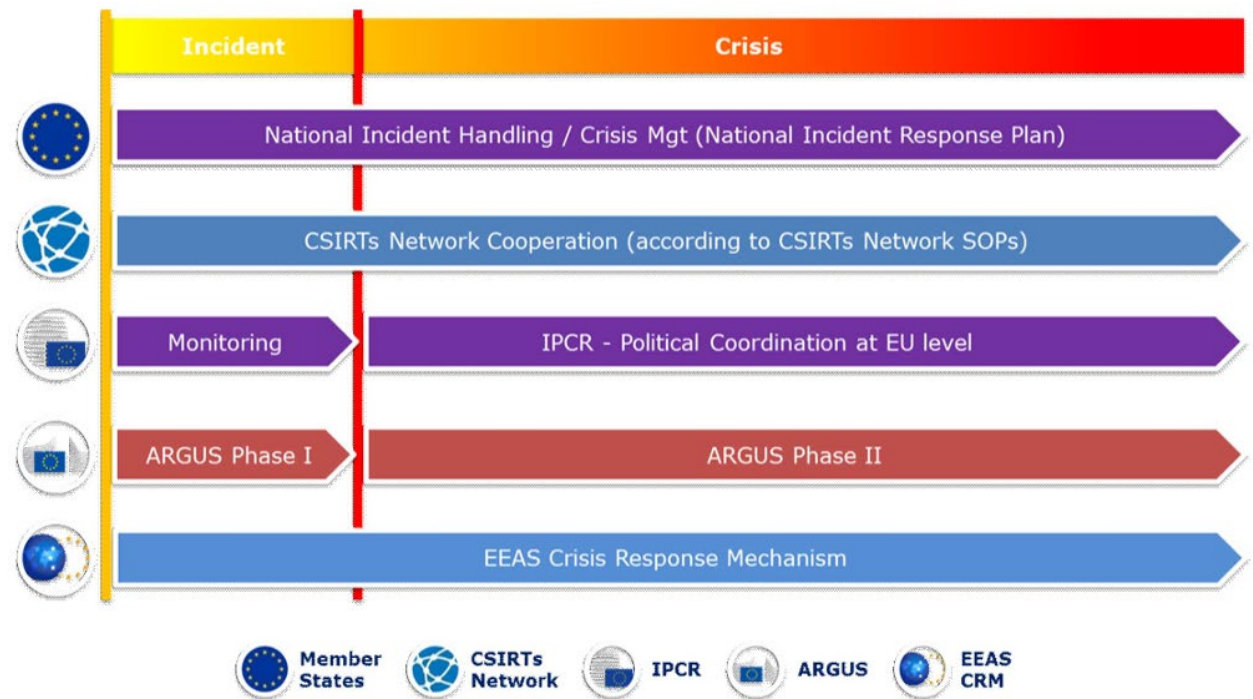 Incident Crisis
National Incident Handling / Crisis Mgt (National Incident Response Plan)
CSIRTs Network Cooperation (according to CSIRTs Network SOPs)
Monitoring IPCR - Political Coordination at EU level
ARGUS Phase I ARGUS Phase II
EEAS Crisis Response Mechanism
Member
States
CSIRTs
Network
IPCR
ARGUS
EEAS
CRM